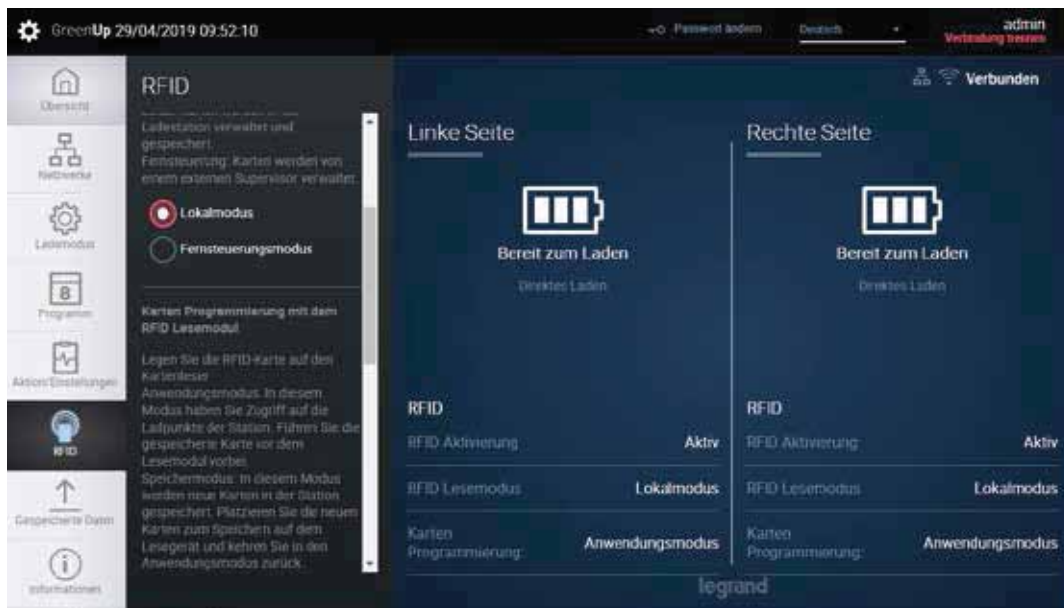 GreenUp 29/04/2019 09:52:10
Passwort ändern
Deutsch
admin
Verbindung trennen
Übersicht
Netzwerke
Lademodus
8
Programm
Aktion/Einstellungen
RFID
Gespeicherte Daten
Informationen
RFID
Ladestation verwaltet und
gespeichert.
Fernsteuerung: Karten werden von
einem externen Supervisor verwaltet.
Lokalmodus
Fernsteuerungsmodus
Karten Programmierung mit dem
RFID Lesemodul
Legen Sie die RFID-Karte auf den
Kartenleser
Anwendungsmodus: In diesem
Modus haben Sie Zugriff auf die
Ladpunkte der Station. Führen Sie die
gespeicherte Karte vor dem
Lesemodul vorbei.
Speichermodus: In diesem Modus
werden neue Karten in der Station
gespeichert. Platzieren Sie die neuen
Karten zum Speichern auf dem
Lesegerät und kehren Sie in den
Anwendungsmodus zurück.
Verbunden
Linke Seite
Bereit zum Laden
Direktes Laden
RFID
RFID Aktivierung: Aktiv
RFID Lesemodus Lokalmodus
Karten
Programmierung: Anwendungsmodus
Rechte Seite
Bereit zum Laden
Direktes Laden
RFID
RFID Aktivierung: Aktiv
RFID Lesemodus Lokalmodus
Karten
Programmierung: Anwendungsmodus
legrand